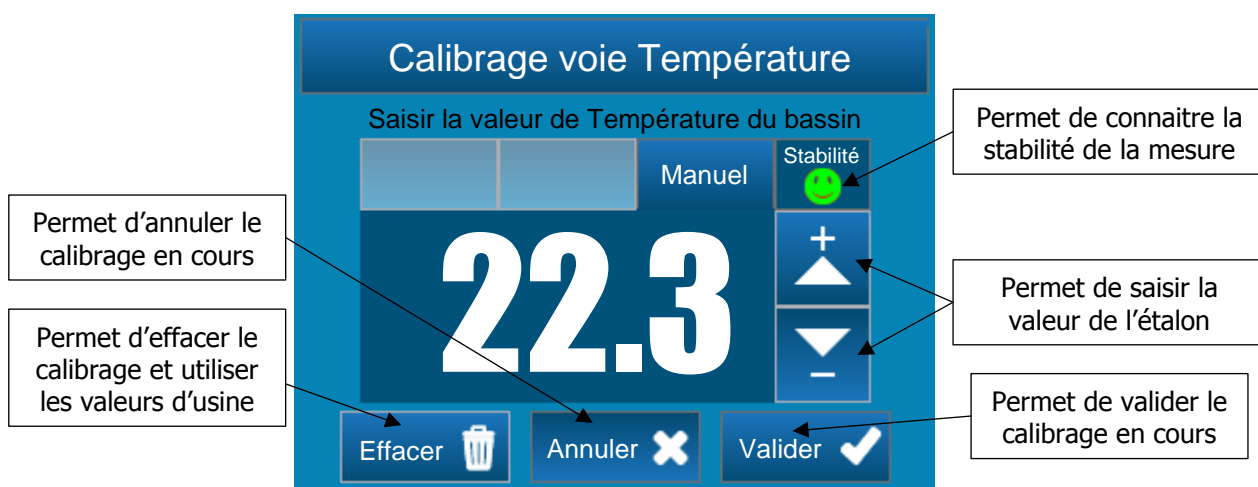 Calibrage voie Température
Saisir la valeur de Température du bassin
Manuel
Stabilité
22.3
+
−
Effacer
Annuler
Valider
Permet d’annuler le
calibrage en cours
Permet d’effacer le
calibrage et utiliser
les valeurs d’usine
Permet de connaitre la
stabilité de la mesure
Permet de saisir la
valeur de l’étalon
Permet de valider le
calibrage en cours